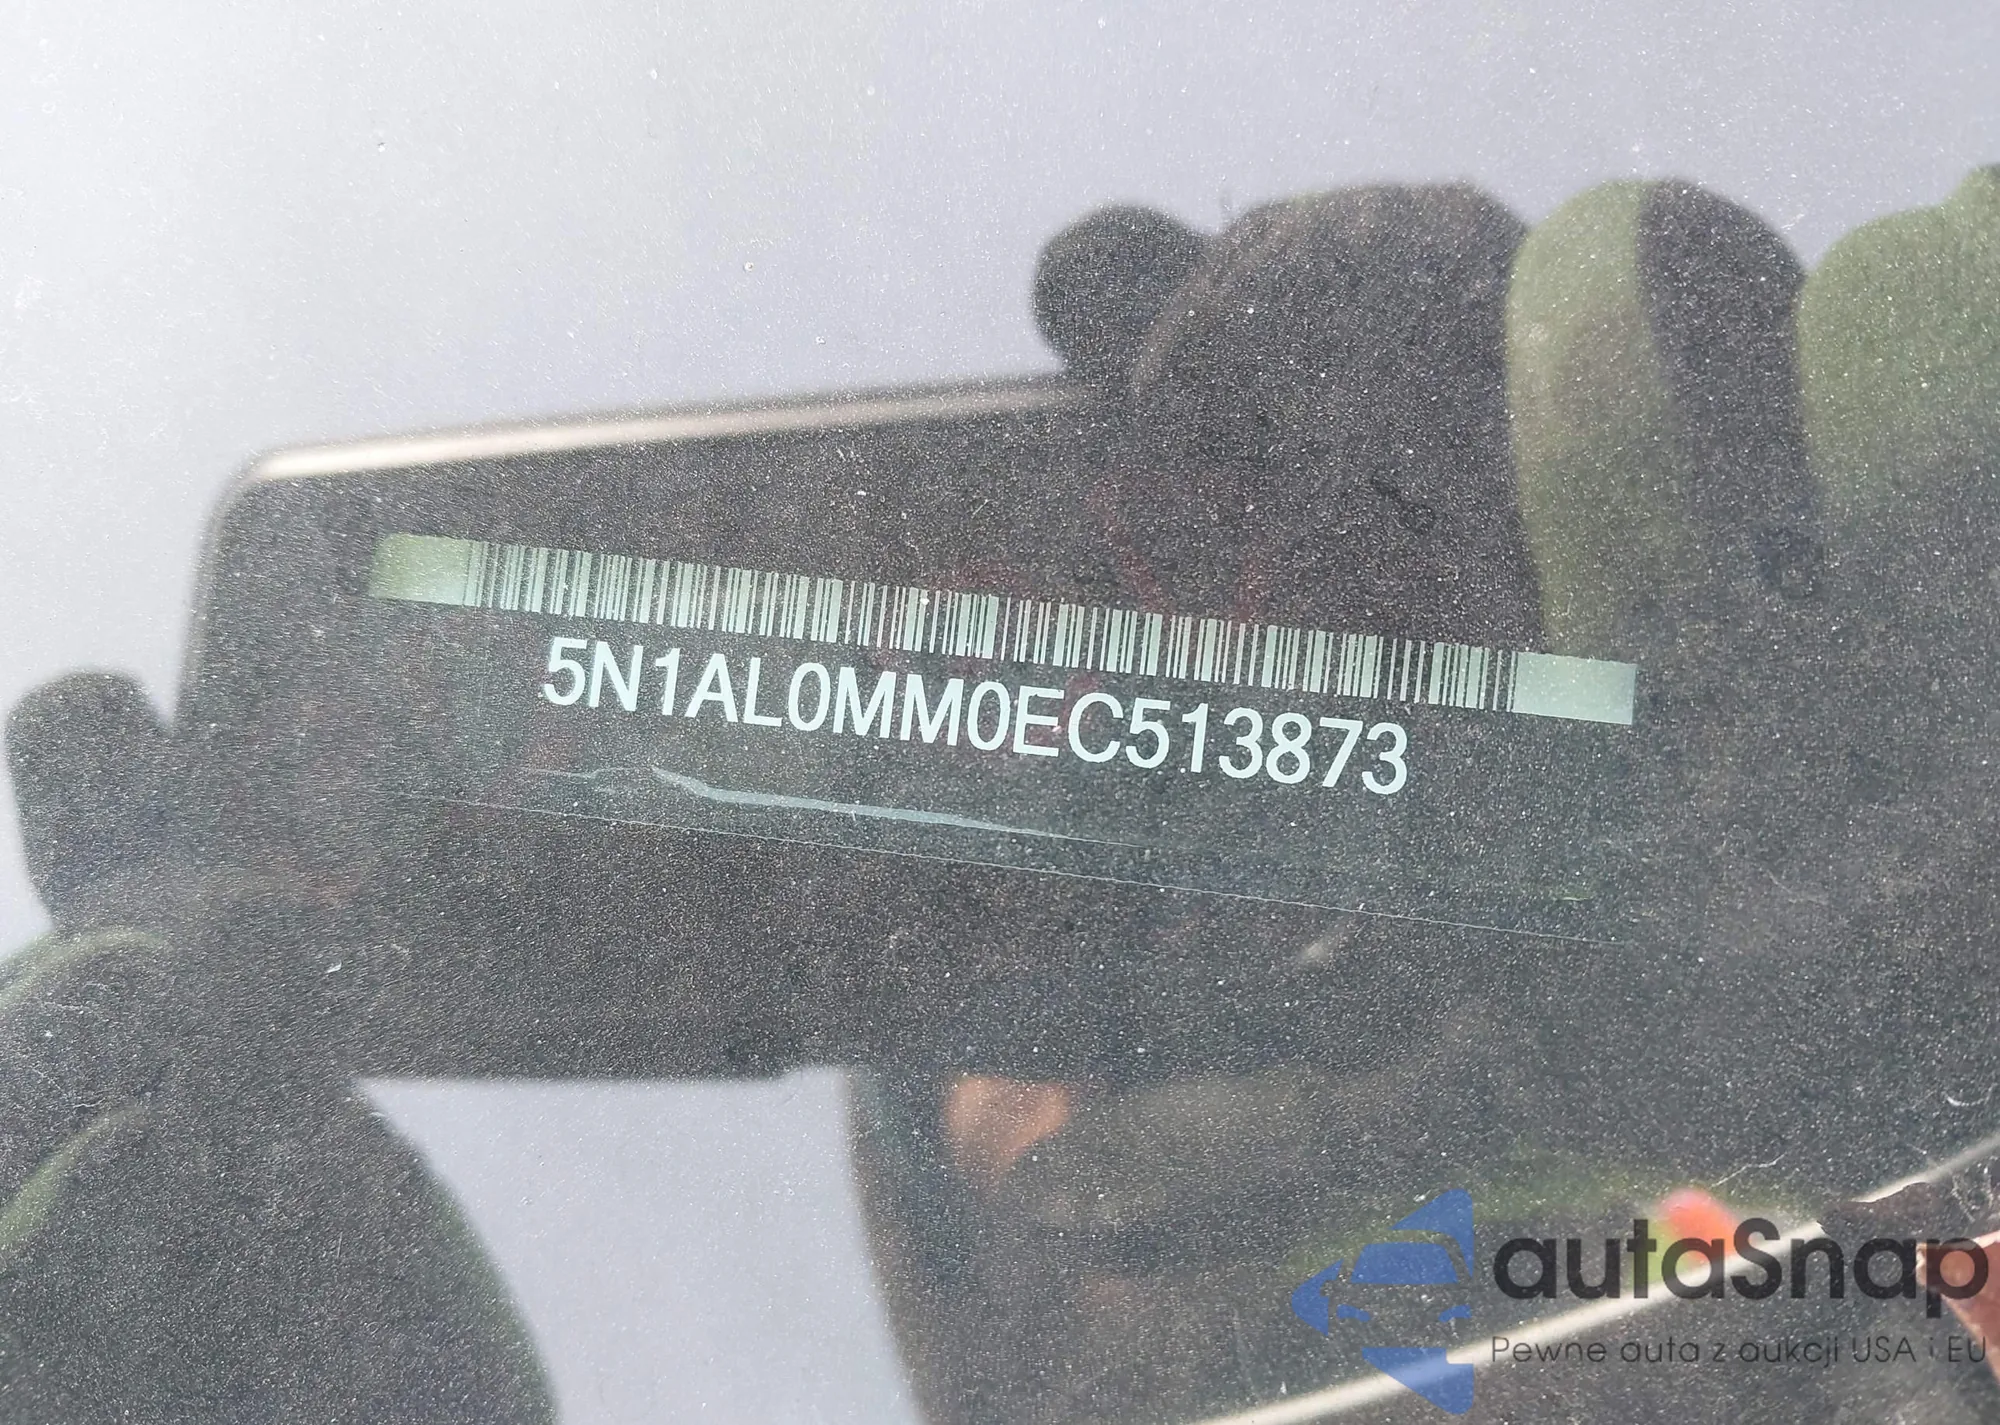 5N1AL0MM0EC513873
autaSnap
Pewne auta z aukcji USA i EU